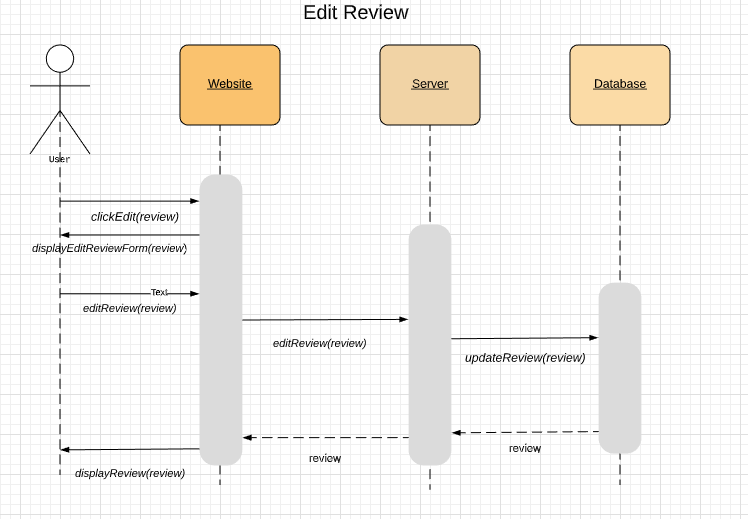 Edit Review
Website
Server
Database
User
clickEdit(review)
displayEditReviewForm(review)
Text
editReview(review)
editReview(review)
updateReview(review)
review
review
displayReview(review)